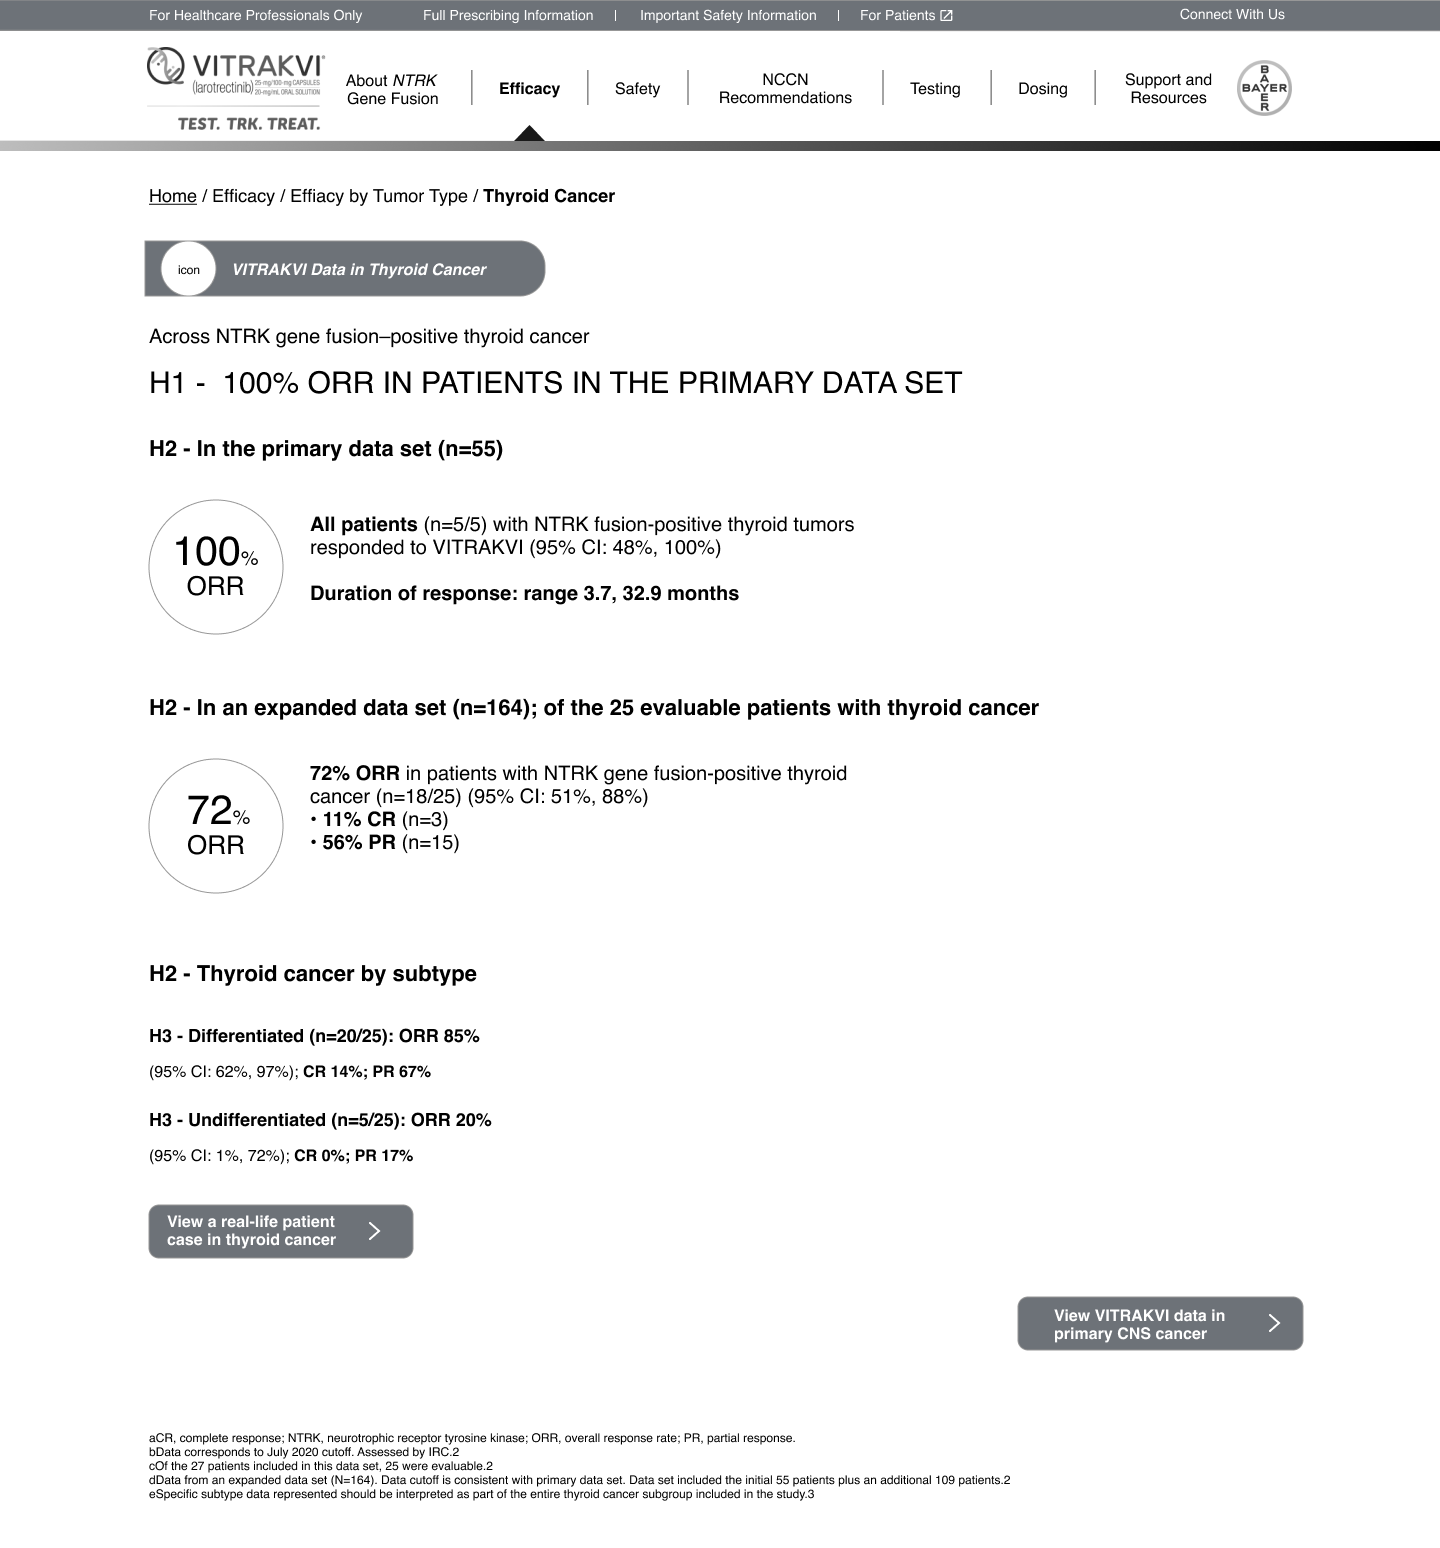 For Healthcare Professionals Only
Full Prescribing Information | Important Safety Information | For Patients
Connect With Us
VITRAKVI®
(larotrectinib) 25 mg/100 mg CAPSULES
20 mg/mL ORAL SOLUTION
TEST. TRK. TREAT.
About NTRK
Gene Fusion
Efficacy
Safety
NCCN
Recommendations
Testing
Dosing
Support and
Resources
BAYER
BAYER
Home / Efficacy / Effiacy by Tumor Type / Thyroid Cancer
icon
VITRAKVI Data in Thyroid Cancer
Across NTRK gene fusion–positive thyroid cancer
H1 - 100% ORR IN PATIENTS IN THE PRIMARY DATA SET
H2 - In the primary data set (n=55)
100%
ORR
All patients (n=5/5) with NTRK fusion-positive thyroid tumors
responded to VITRAKVI (95% CI: 48%, 100%)
Duration of response: range 3.7, 32.9 months
H2 - In an expanded data set (n=164); of the 25 evaluable patients with thyroid cancer
72%
ORR
72% ORR in patients with NTRK gene fusion-positive thyroid
cancer (n=18/25) (95% CI: 51%, 88%)
• 11% CR (n=3)
• 56% PR (n=15)
H2 - Thyroid cancer by subtype
H3 - Differentiated (n=20/25): ORR 85%
(95% CI: 62%, 97%); CR 14%; PR 67%
H3 - Undifferentiated (n=5/25): ORR 20%
(95% CI: 1%, 72%); CR 0%; PR 17%
View a real-life patient
case in thyroid cancer
View VITRAKVI data in
primary CNS cancer
aCR, complete response; NTRK, neurotrophic receptor tyrosine kinase; ORR, overall response rate; PR, partial response.
bData corresponds to July 2020 cutoff. Assessed by IRC.2
cOf the 27 patients included in this data set, 25 were evaluable.2
dData from an expanded data set (N=164). Data cutoff is consistent with primary data set. Data set included the initial 55 patients plus an additional 109 patients.2
eSpecific subtype data represented should be interpreted as part of the entire thyroid cancer subgroup included in the study.3